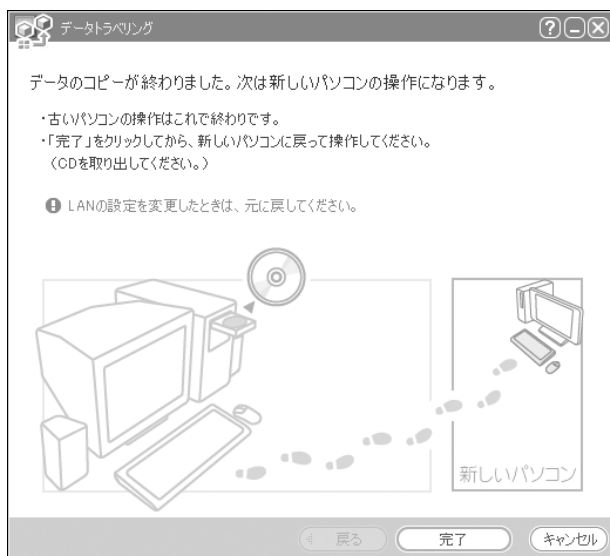 データトラベリング
データのコピーが終わりました。次は新しいパソコンの操作になります。
・古いパソコンの操作はこれで終わりです。
・「完了」をクリックしてから、新しいパソコンに戻って操作してください。
（CDを取り出してください。）
LANの設定を変更したときは、元に戻してください。
新しいパソコン
戻る
完了
キャンセル